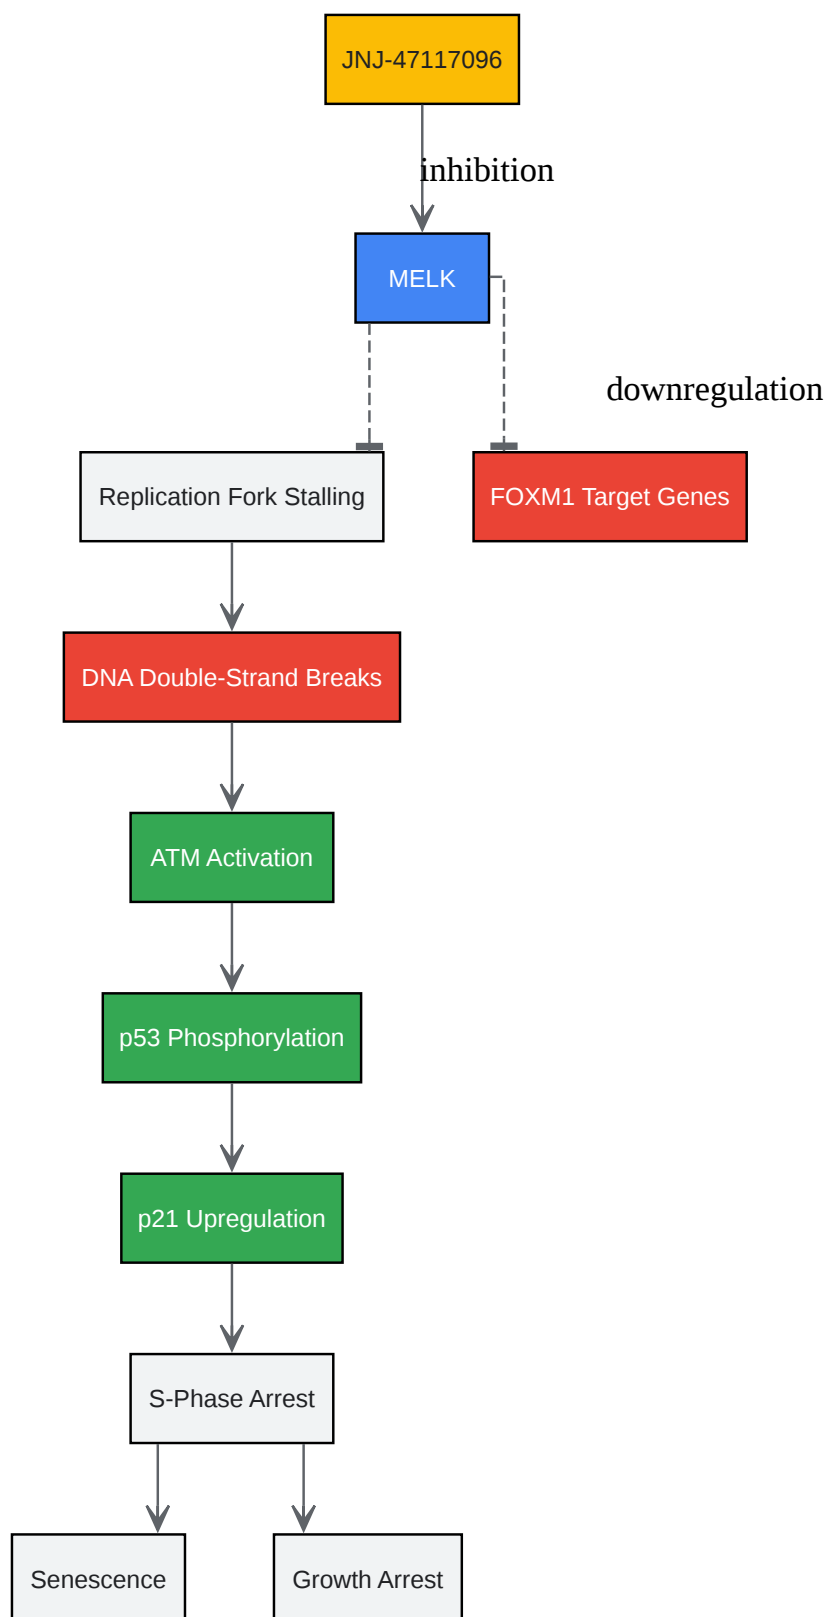 JNJ-47117096
inhibition
MELK
downregulation
Replication Fork Stalling
FOXM1 Target Genes
DNA Double-Strand Breaks
ATM Activation
p53 Phosphorylation
p21 Upregulation
S-Phase Arrest
Senescence
Growth Arrest